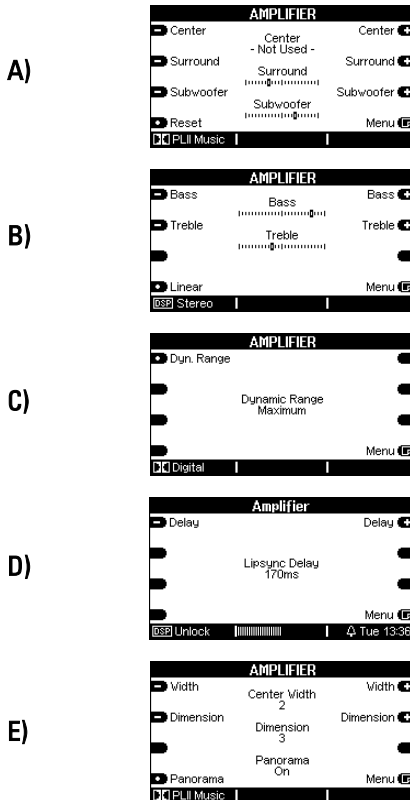 A)
AMPLIFIER
Center Center Center
- Not Used -
Surround Surround
Surround
Subwoofer Subwoofer
Subwoofer
Reset Menu
PLII Music
B)
AMPLIFIER
Bass Bass Bass
Treble Treble
Treble
Linear Menu
DSP Stereo
C)
AMPLIFIER
Dyn. Range
Dynamic Range
Maximum
Menu
Digital
D)
Amplifier
Delay Delay
Lipsync Delay
170ms
Menu
DSP Unlock Tue 13:36
E)
AMPLIFIER
Width Center Width Width
2
Dimension Dimension Dimension
3
Panorama
On
Panorama Menu
PLII Music